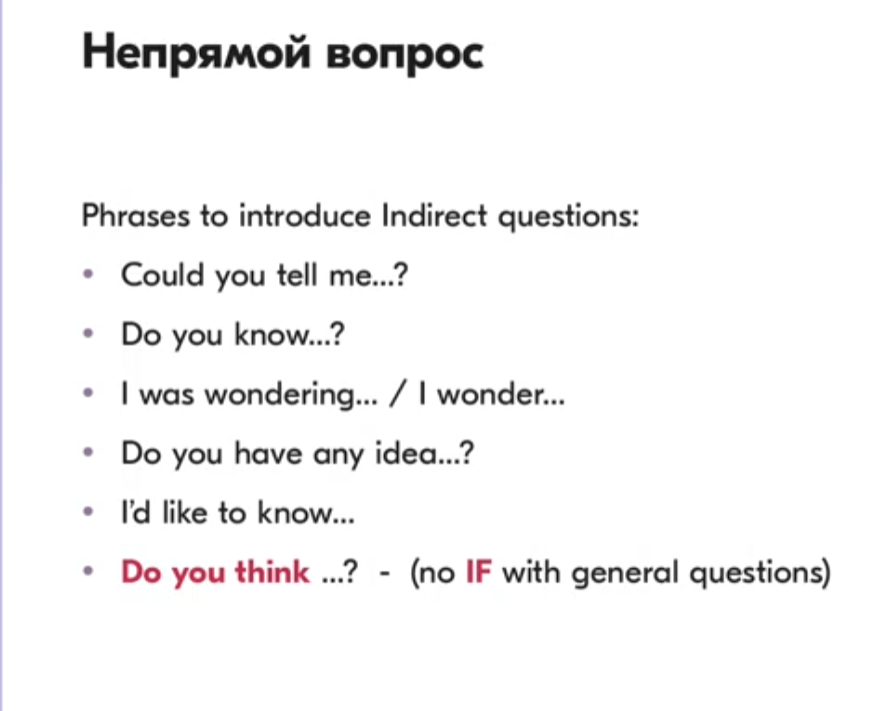 Непрямой вопрос
Phrases to introduce Indirect questions:
• Could you tell me...?
• Do you know...?
• I was wondering... / I wonder...
• Do you have any idea...?
• I'd like to know...
• Do you think ...? - (no IF with general questions)